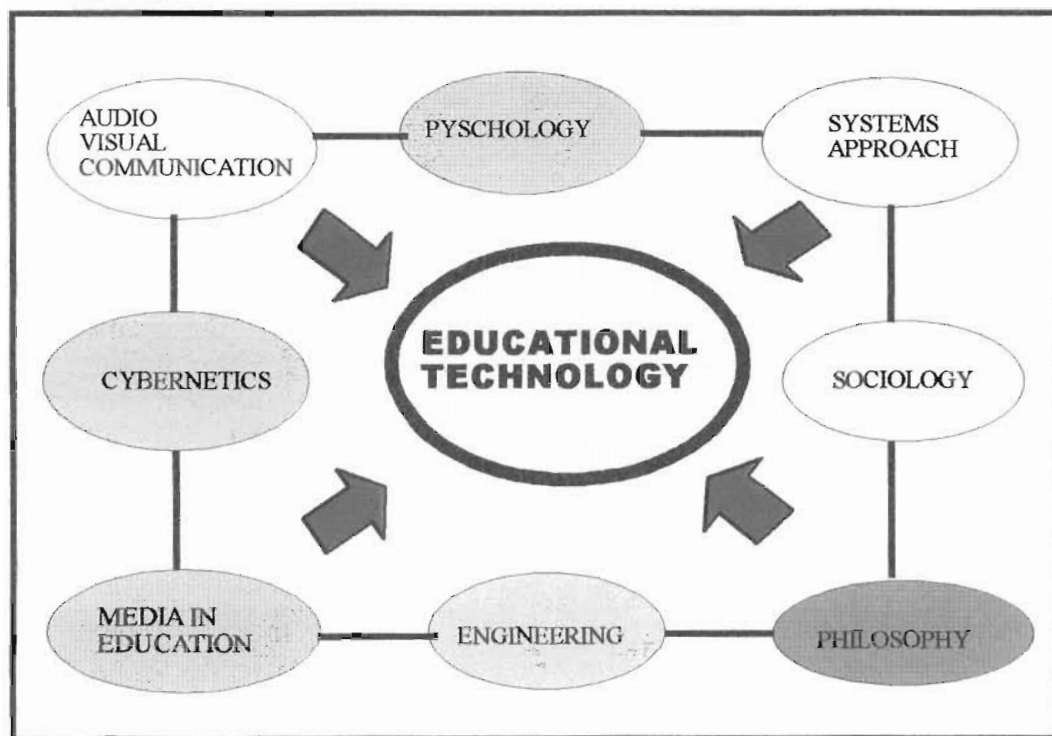 AUDIO
VISUAL
COMMUNICATION
PYSCHOLOGY
SYSTEMS
APPROACH
EDUCATIONAL
TECHNOLOGY
CYBERNETICS
SOCIOLOGY
MEDIA IN
EDUCATION
ENGINEERING
PHILOSOPHY